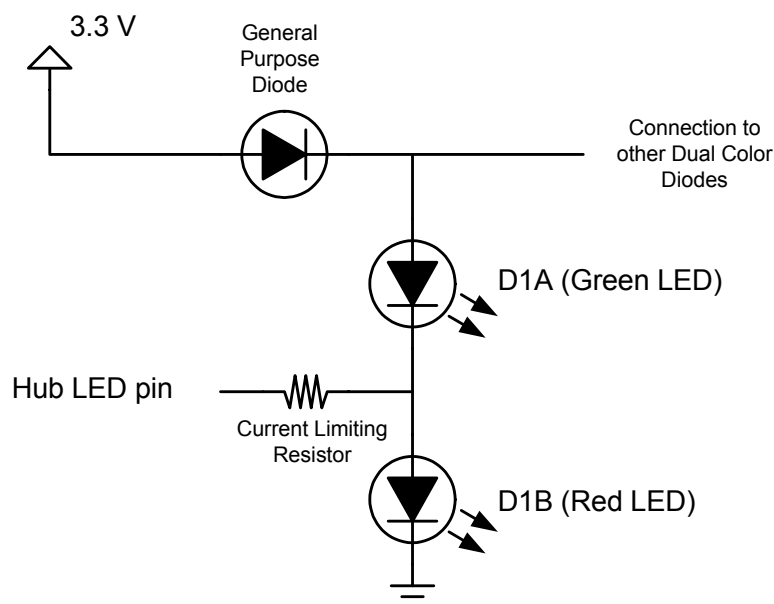 3.3 V
General
Purpose
Diode
Connection to
other Dual Color
Diodes
D1A (Green LED)
Hub LED pin
Current Limiting
Resistor
D1B (Red LED)